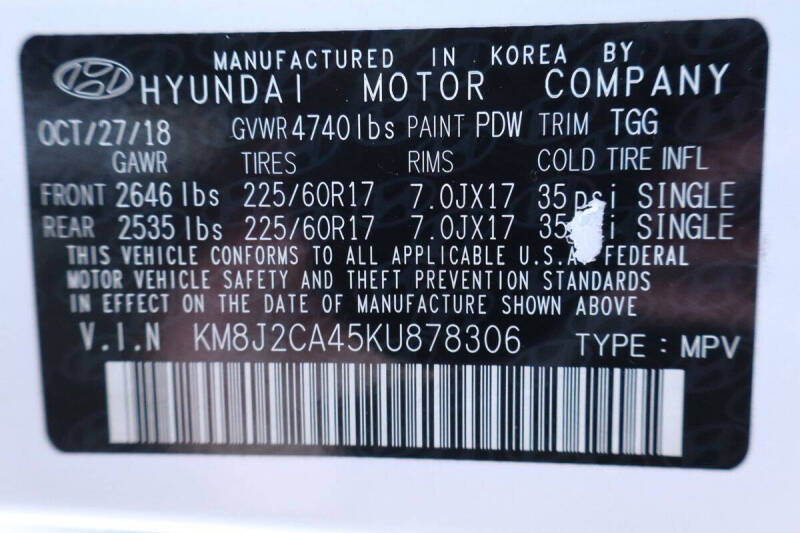 MANUFACTURED IN KOREA BY
HYUNDAI MOTOR COMPANY
OCT/27/18 GVWR 4740lbs PAINT PDW TRIM TGG
GAWR TIRES RIMS COLD TIRE INFL
FRONT 2646 lbs 225/60R17 7.0JX17 35 psi SINGLE
REAR 2535 lbs 225/60R17 7.0JX17 35 SINGLE
THIS VEHICLE CONFORMS TO ALL APPLICABLE U.S.A. FEDERAL
MOTOR VEHICLE SAFETY AND THEFT PREVENTION STANDARDS
IN EFFECT ON THE DATE OF MANUFACTURE SHOWN ABOVE
V.I.N KM8J2CA45KU878306 TYPE : MPV